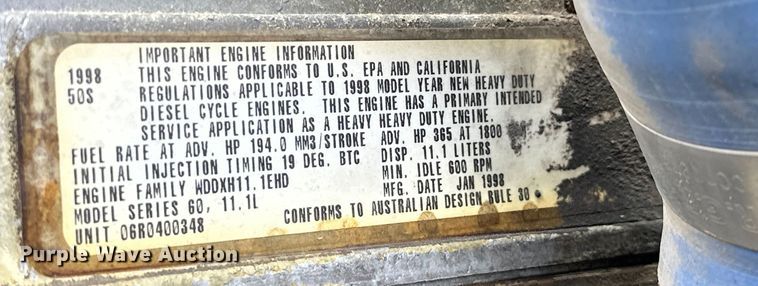 IMPORTANT ENGINE INFORMATION
1998 THIS ENGINE CONFORMS TO U.S. EPA AND CALIFORNIA
50S REGULATIONS APPLICABLE TO 1998 MODEL YEAR NEW HEAVY DUTY
DIESEL CYCLE ENGINES. THIS ENGINE HAS A PRIMARY INTENDED
SERVICE APPLICATION AS A HEAVY HEAVY DUTY ENGINE.
FUEL RATE AT ADV. HP 194.0 MM3/STROKE ADV. HP 365 AT 1800
INITIAL INJECTION TIMING 19 DEG. BTC DISP. 11.1 LITERS
ENGINE FAMILY WDDXH11.1EHD MIN. IDLE 600 RPM
MODEL SERIES 60, 11.1L MFG. DATE JAN 1998
UNIT 06R0400348 CONFORMS TO AUSTRALIAN DESIGN RULE 30
Purple Wave Auction